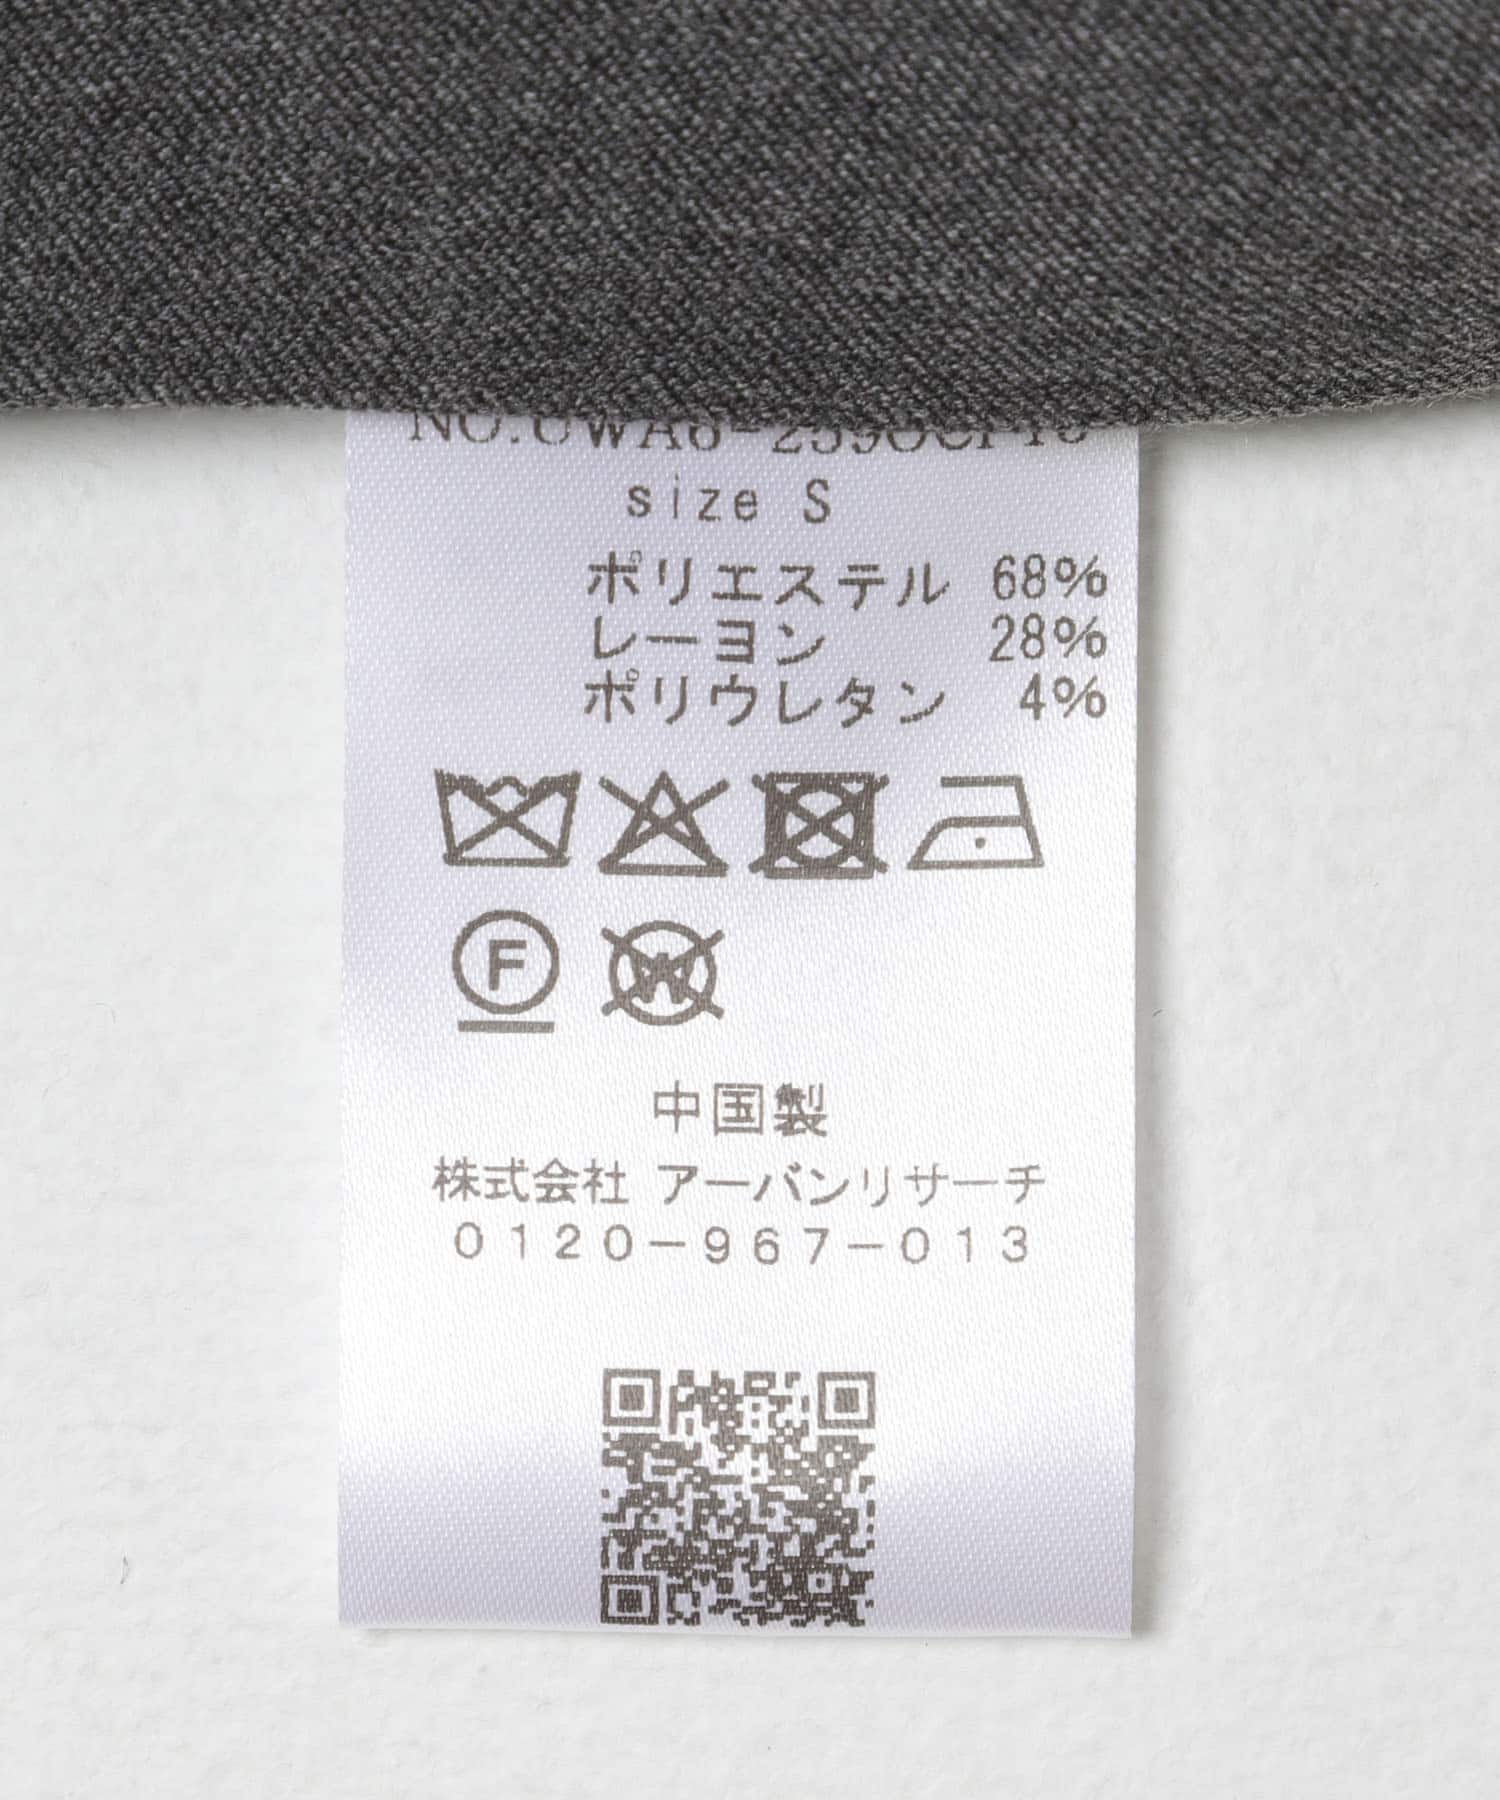 size S
ポリエステル 68%
レーヨン 28%
ポリウレタン 4%
F
W
中国製
株式会社 アーバンリサーチ
0120-967-013